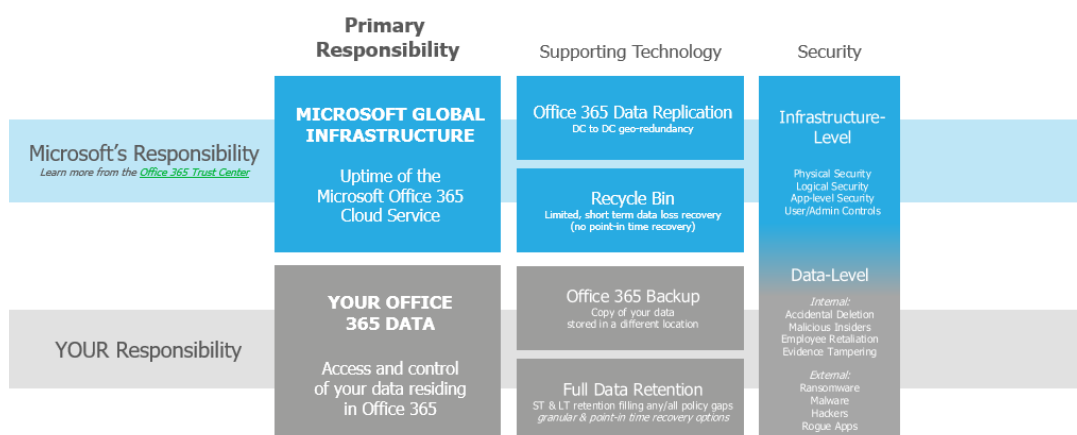 Primary
Responsibility
Supporting Technology
Security
Microsoft's Responsibility
Learn more from the Office 365 Trust Center
MICROSOFT GLOBAL
INFRASTRUCTURE
Uptime of the
Microsoft Office 365
Cloud Service
Office 365 Data Replication
DC to DC geo-redundancy
Recycle Bin
Limited, short term data loss recovery
(no point-in time recovery)
Infrastructure-
Level
Physical Security
Logical Security
App-level Security
User/Admin Controls
YOUR Responsibility
YOUR OFFICE
365 DATA
Access and control
of your data residing
in Office 365
Office 365 Backup
Copy of your data
stored in a different location
Full Data Retention
ST & LT retention filling any/all policy gaps
granular & point-in time recovery options
Data-Level
Internal:
Accidental Deletion
Malicious Insiders
Employee Retaliation
Evidence Tampering
External:
Ransomware
Malware
Hackers
Rogue Apps